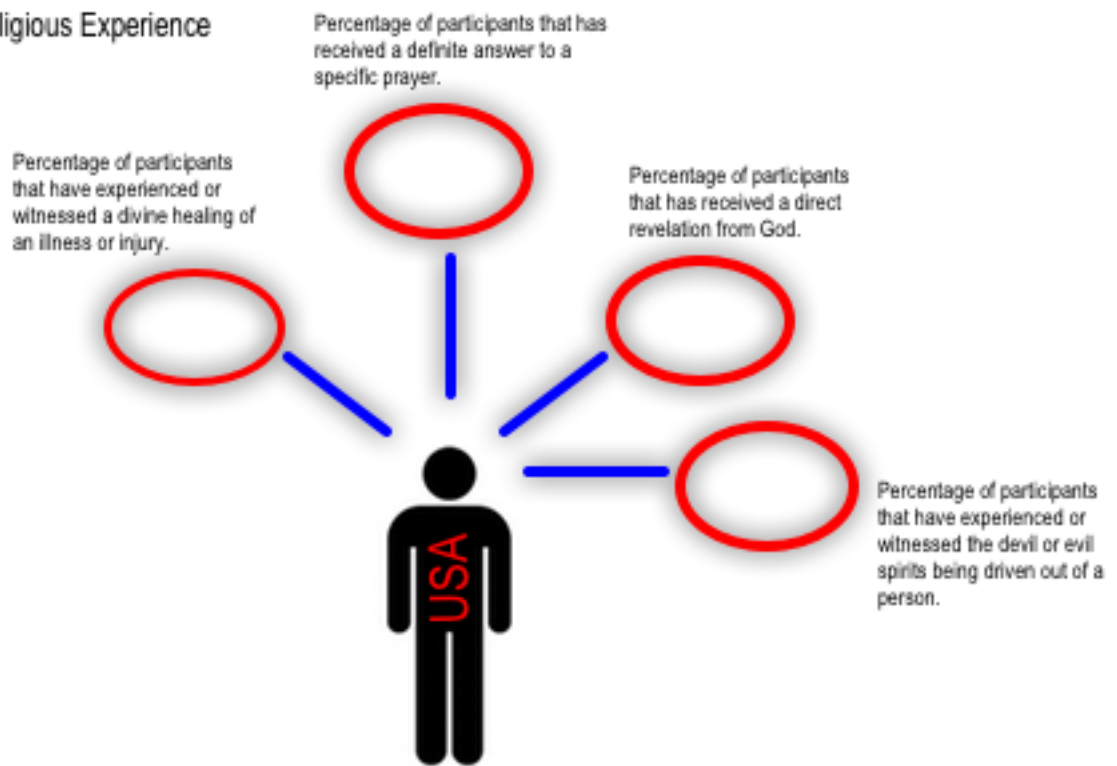 ligious Experience
Percentage of participants that has
received a definite answer to a
specific prayer.
Percentage of participants
that have experienced or
witnessed a divine healing of
an illness or injury.
Percentage of participants
that has received a direct
revelation from God.
Percentage of participants
that have experienced or
witnessed the devil or evil
spirits being driven out of a
person.
USA